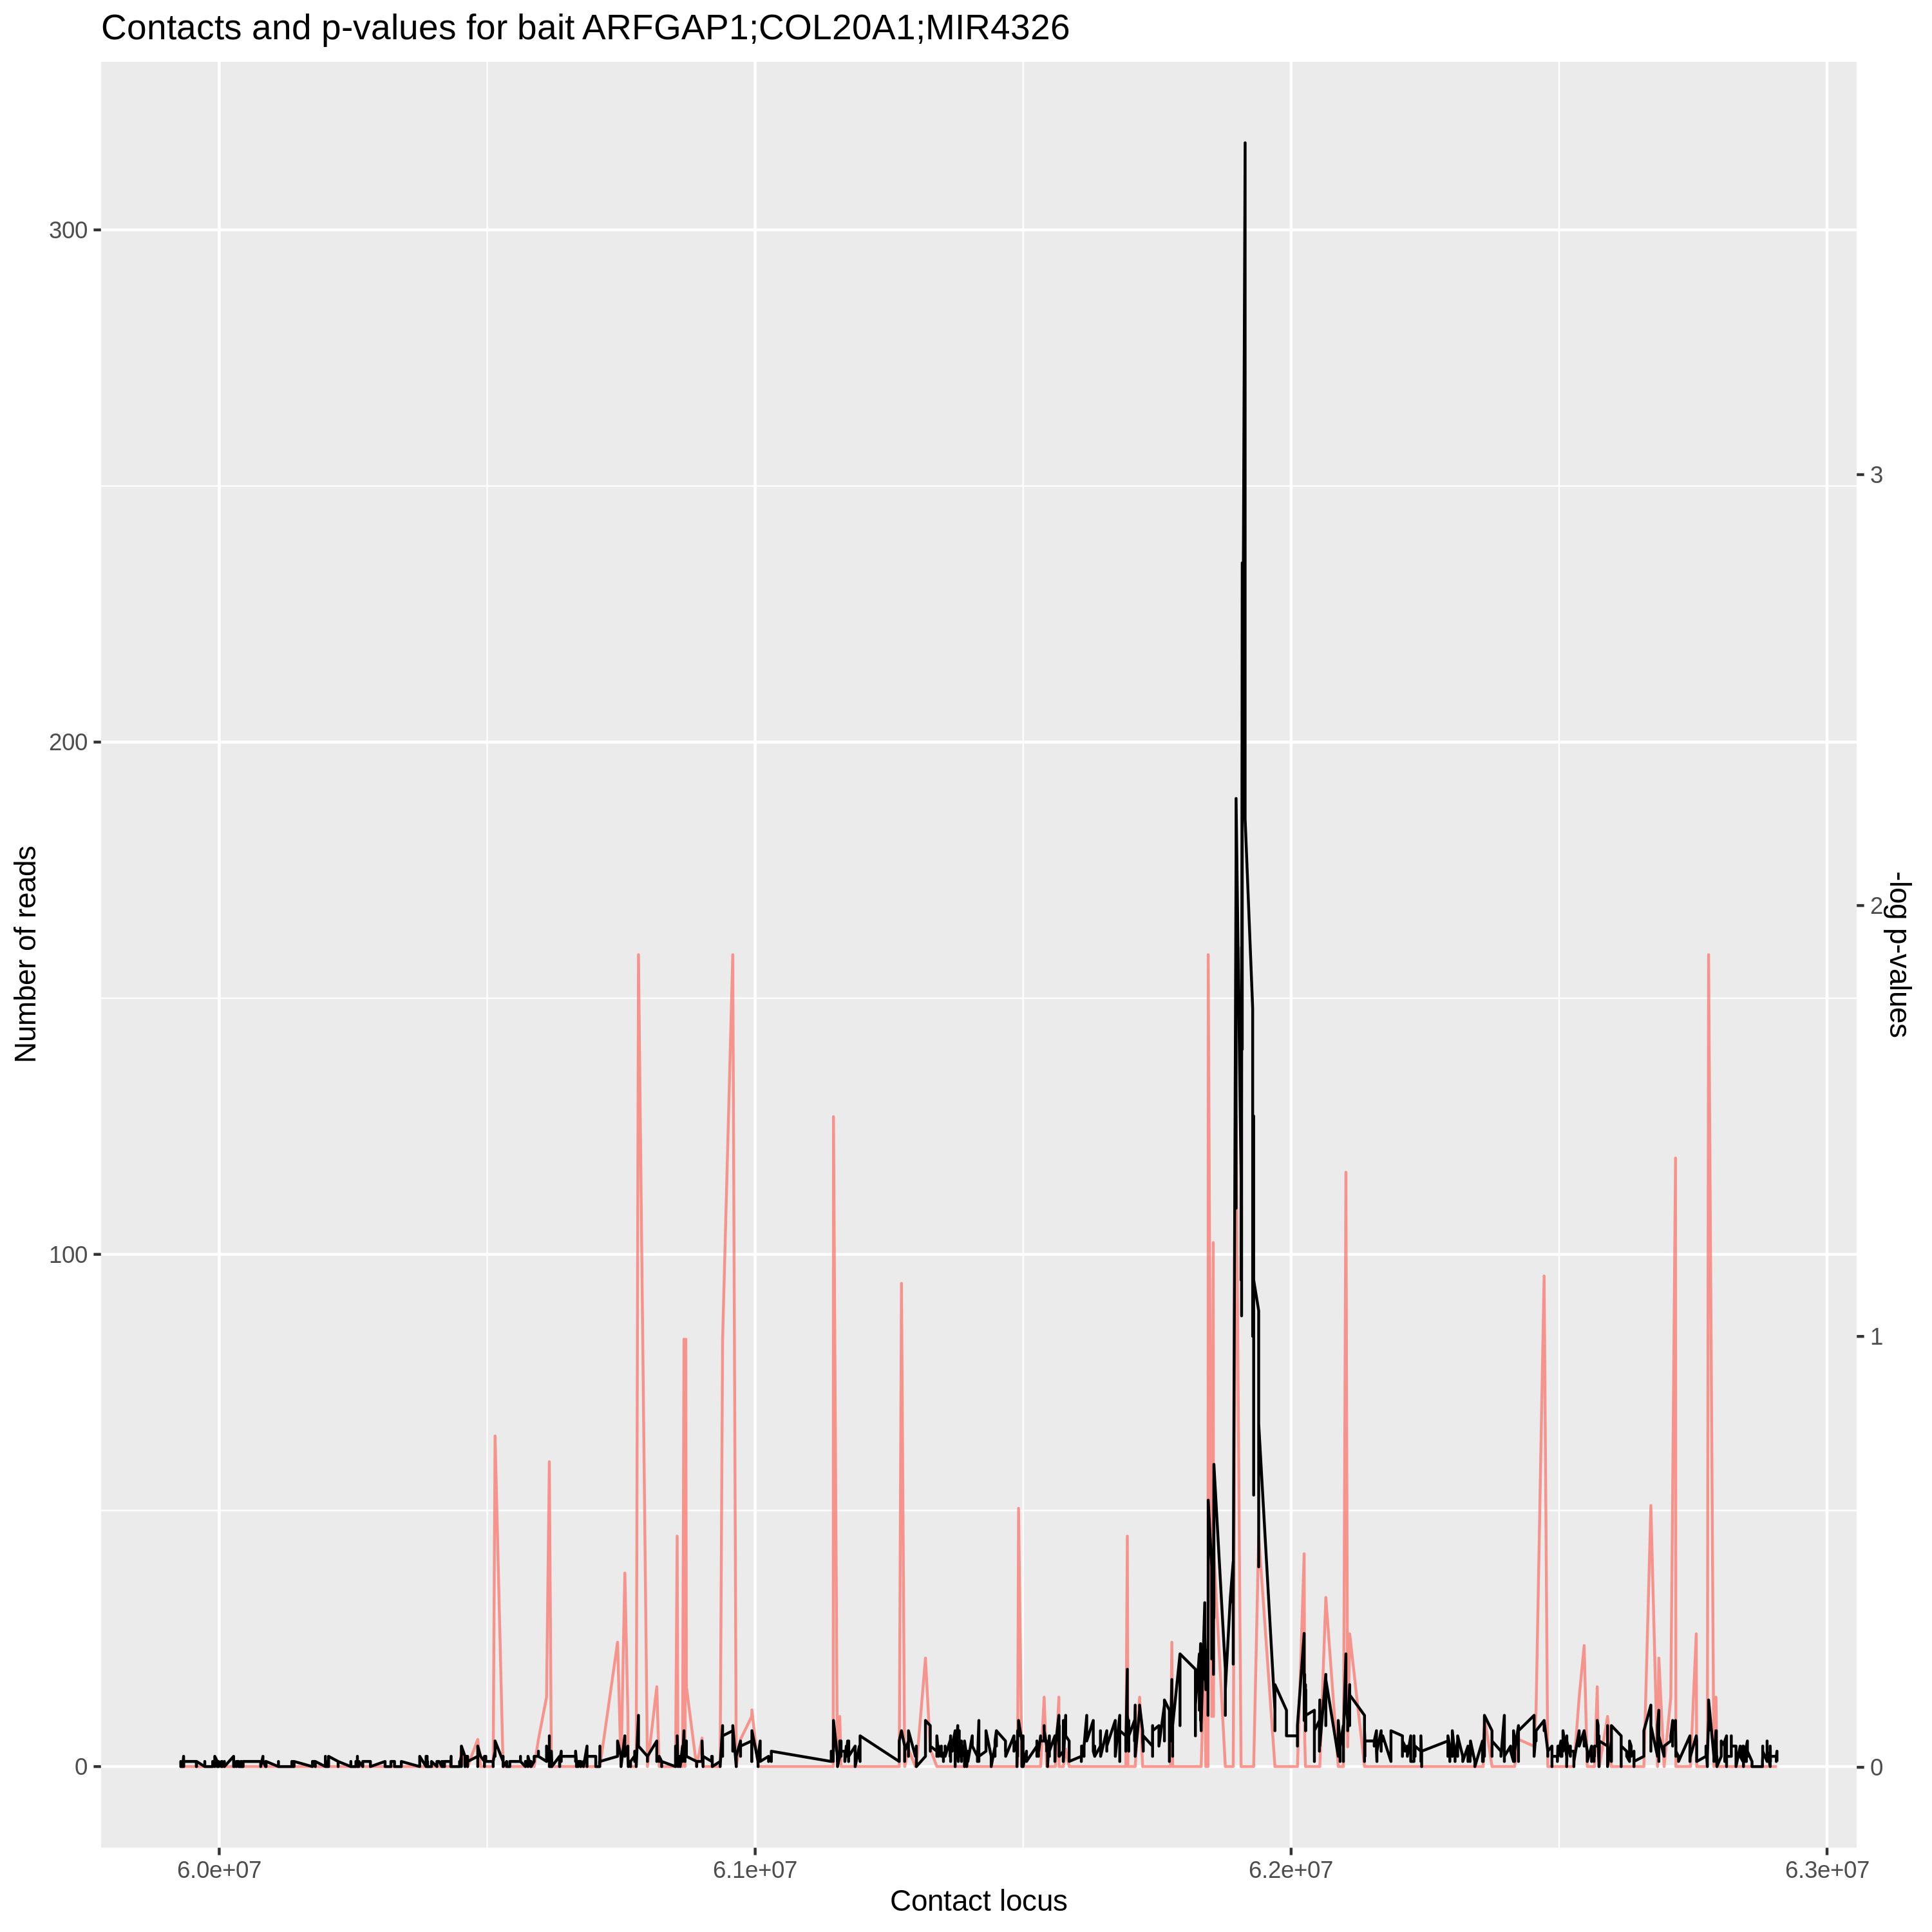 Contacts and p-values for bait ARFGAP1;COL20A1;MIR4326
300
200
100
0
Number of reads
3
2
1
0
-log p-values
6.0e+07
6.1e+07
6.2e+07
6.3e+07
Contact locus